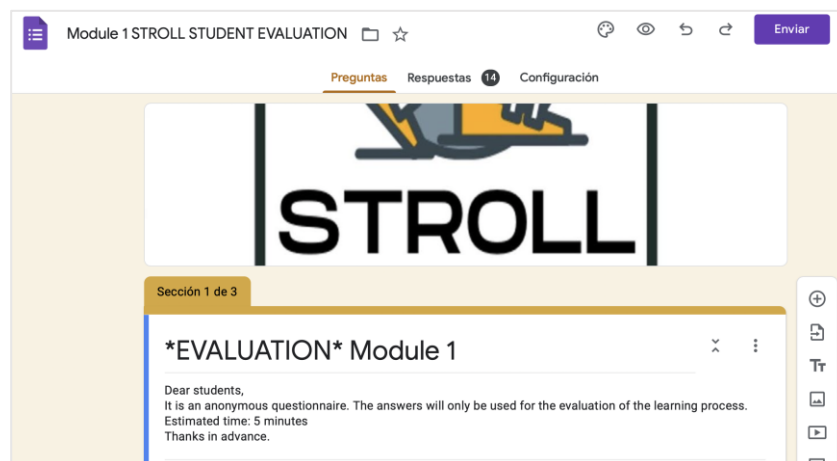 Module 1 STROLL STUDENT EVALUATION
Enviar
Preguntas Respuestas 14 Configuración
STROLL
Sección 1 de 3
*EVALUATION* Module 1
Dear students,
It is an anonymous questionnaire. The answers will only be used for the evaluation of the learning process.
Estimated time: 5 minutes
Thanks in advance.
Tт